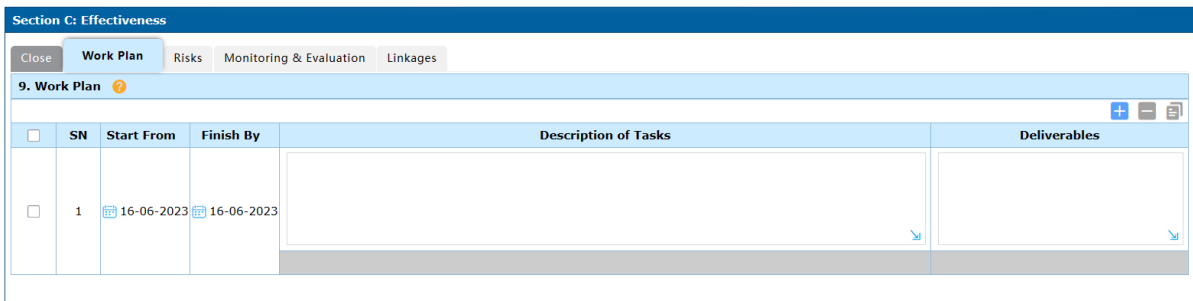 Section C: Effectiveness
Close Work Plan Risks Monitoring & Evaluation Linkages
9. Work Plan ?
SN Start From Finish By Description of Tasks Deliverables
1 16-06-2023 16-06-2023